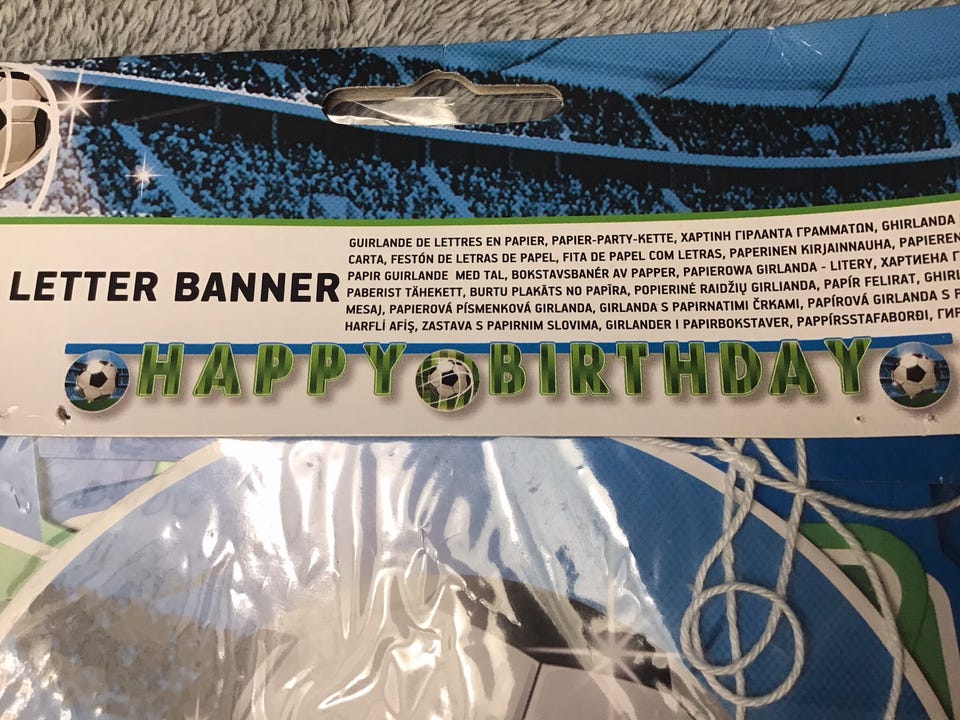 LETTER BANNER
GUIRLANDE DE LETTRES EN PAPIER, PAPIER-PARTY-KETTE, ΧΑΡΤΙΝΗ ΓΙΡΛΑΝΤΑ ΓΡΑΜΜΑΤΩΝ, GHIRLANDA
CARTA, FESTÓN DE LETRAS DE PAPEL, FITA DE PAPEL COM LETRAS, PAPERINEN KIRJAINNAUHA, PAPIEREN
PAPIR GUIRLANDE MED TAL, BOKSTAVSBANÉR AV PAPPER, PAPIEROWA GIRLANDA - LITERY, ХАРТИЕНА
PABERIST TÄHEKETT, BURTU PLAKĀTS NO PAPĪRA, POPIERINĖ RAIDŽIŲ GIRLIANDA, PAPÍR FELIRAT,
MESAJ, PAPIEROVÁ PÍSMENKOVÁ GIRLANDA, GIRLANDA S PAPIRNATIMI ČRKAMI, PAPÍROVÁ GIRLANDA S
HARFLİ AFİŞ, ZASTAVA S PAPIRNIM SLOVIMA, GIRLANDER I PAPIRBOKSTAVER, PAPPÍRSSTAFABORÐI,
HAPPY BIRTHDAY